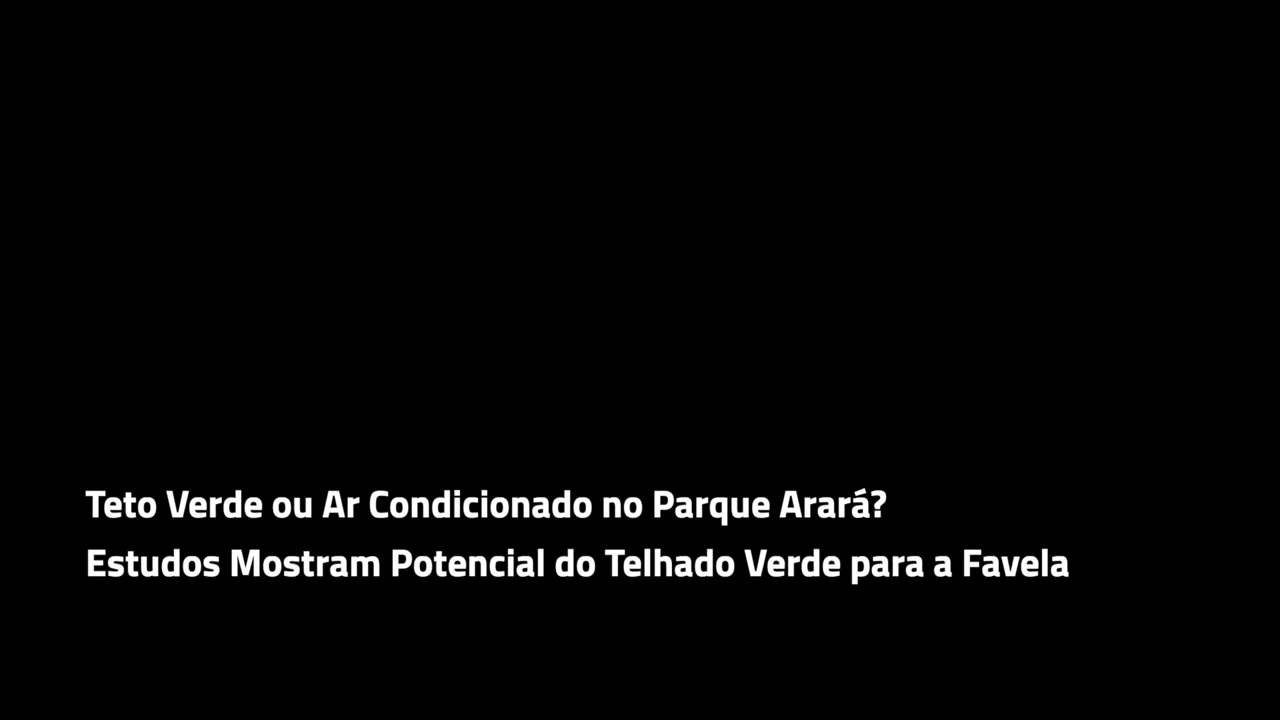 Teto Verde ou Ar Condicionado no Parque Arará?
Estudos Mostram Potencial do Telhado Verde para a Favela